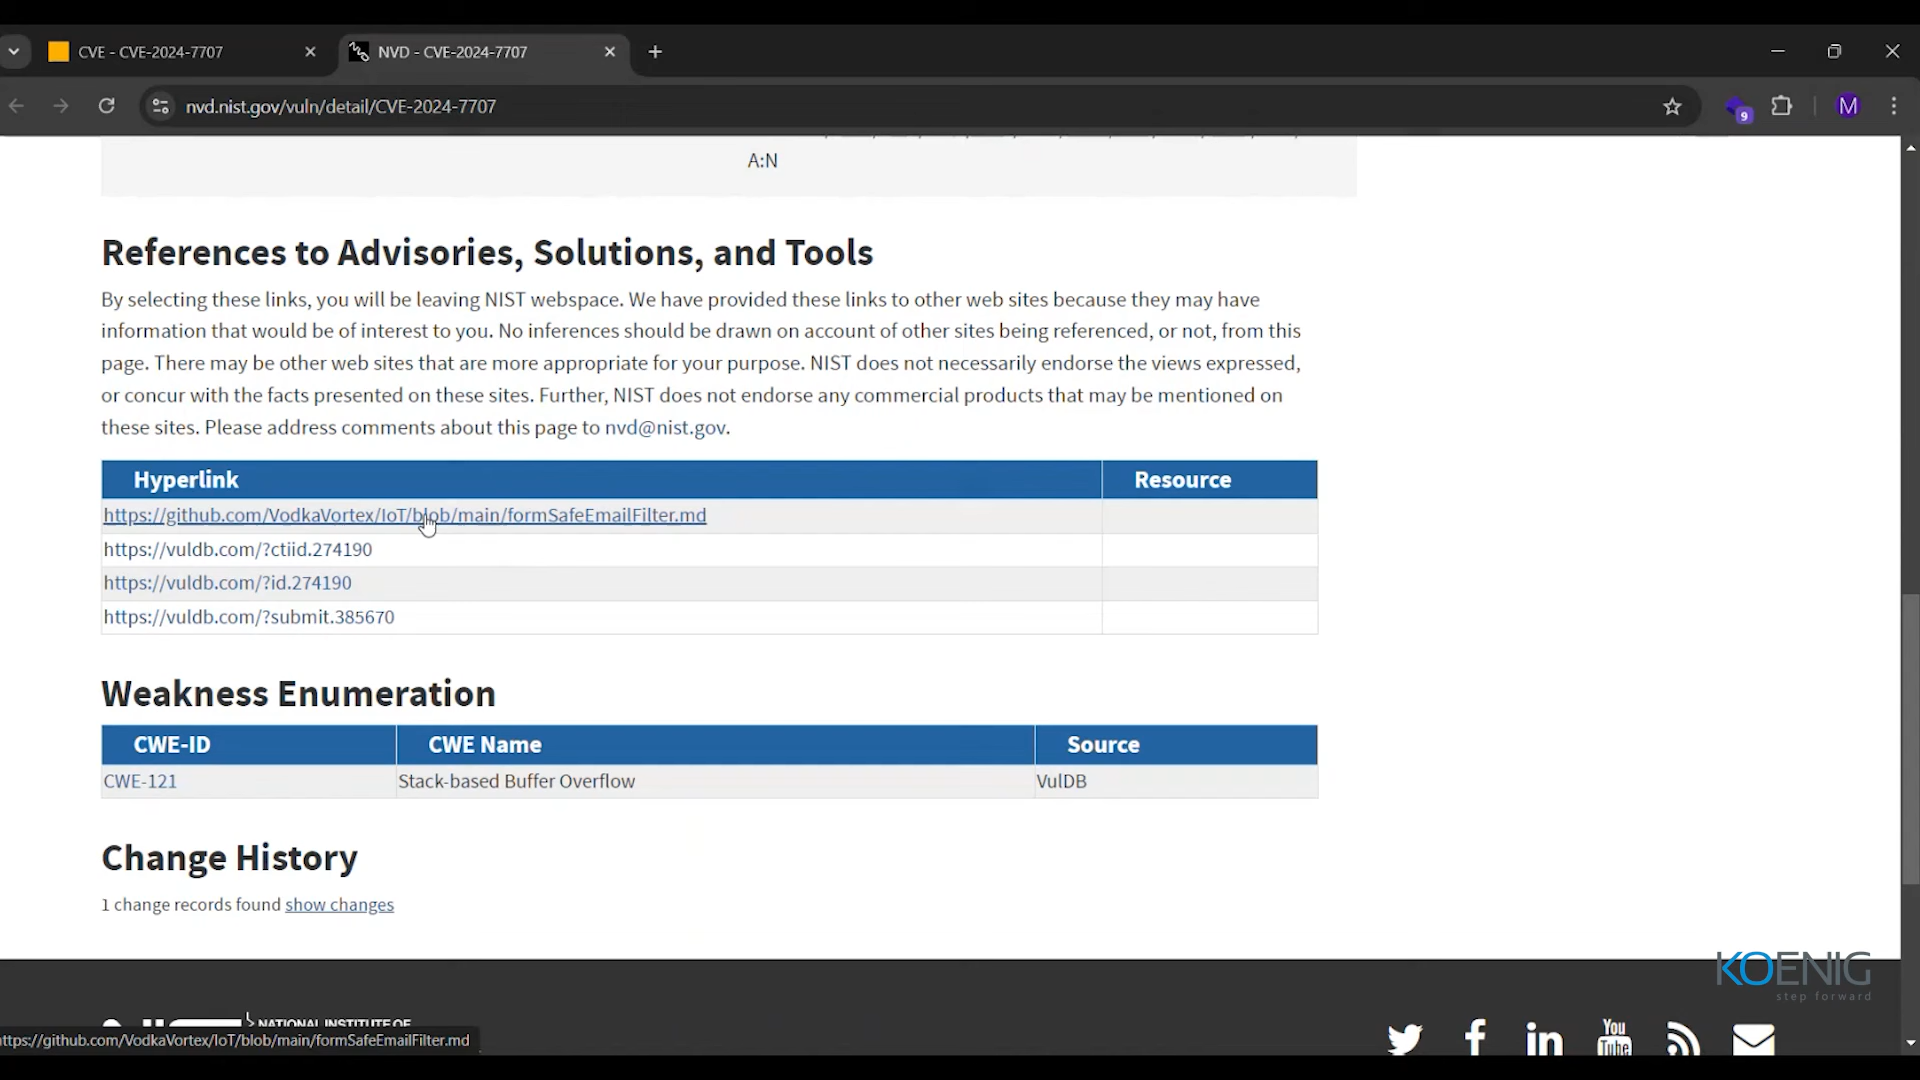 CVE - CVE-2024-7707
NVD - CVE-2024-7707
nvd.nist.gov/vuln/detail/CVE-2024-7707
9
M
A:N
References to Advisories, Solutions, and Tools
By selecting these links, you will be leaving NIST webspace. We have provided these links to other web sites because they may have
information that would be of interest to you. No inferences should be drawn on account of other sites being referenced, or not, from this
page. There may be other web sites that are more appropriate for your purpose. NIST does not necessarily endorse the views expressed,
or concur with the facts presented on these sites. Further, NIST does not endorse any commercial products that may be mentioned on
these sites. Please address comments about this page to nvd@nist.gov.
Hyperlink Resource
https://github.com/VodkaVortex/IoT/blob/main/formSafeEmailFilter.md
https://vuldb.com/?ctiid.274190
https://vuldb.com/?id.274190
https://vuldb.com/?submit.385670
Weakness Enumeration
CWE-ID CWE Name Source
CWE-121 Stack-based Buffer Overflow VulDB
Change History
1 change records found show changes
KOENIG
step forward
NATIONAL INSTITUTE OF
You
Tube
ttps://github.com/VodkaVortex/IoT/blob/main/formSafeEmailFilter.md